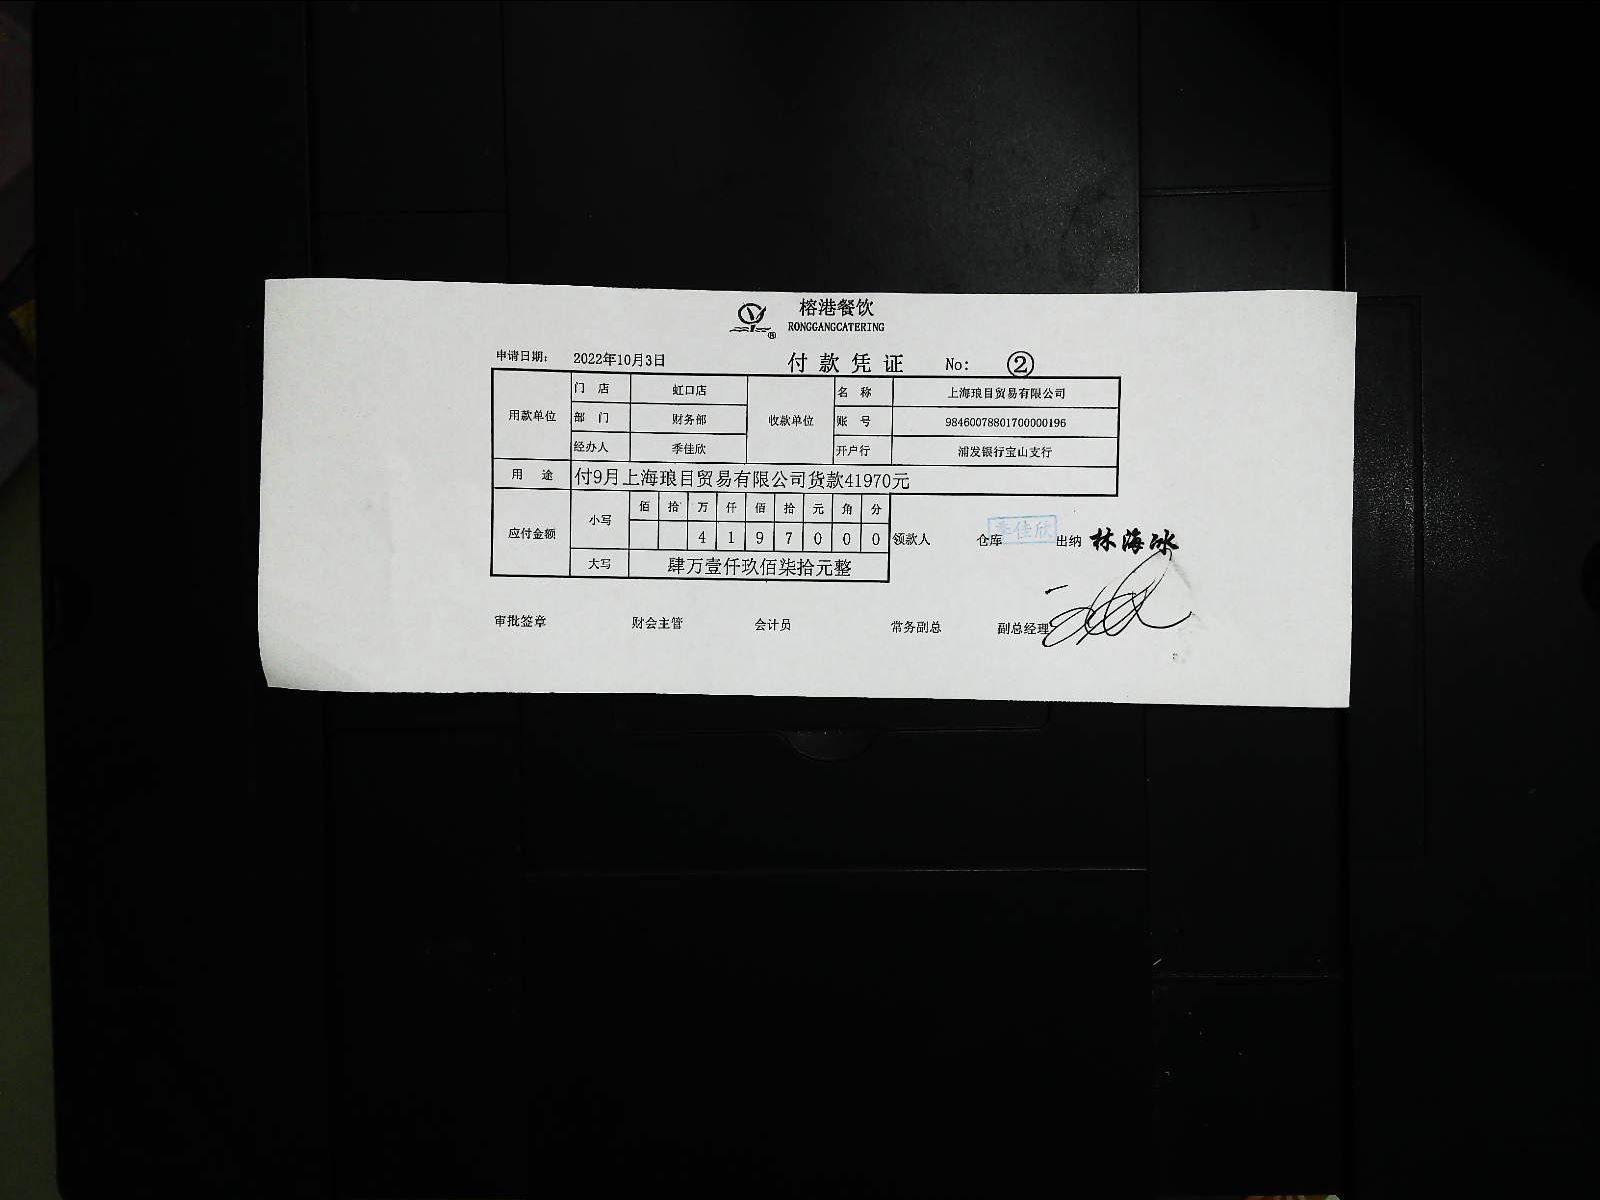 榕港餐饮
RONGGANGCATERING
®
申请日期: 2022年10月3日 付款凭证 No: ②
用款单位 门 店 虹口店 收款单位 名 称 上海琅目贸易有限公司
部 门 财务部 账 号 98460078801700000196
经办人 季佳欣 开户行 浦发银行宝山支行
用 途 付9月上海琅目贸易有限公司货款41970元
应付金额 小写 佰 拾 万 仟 佰 拾 元 角 分
4 1 9 7 0 0 0
领款人 仓库 季佳欣 出纳 林海冰
大写 肆万壹仟玖佰柒拾元整
审批签章 财会主管 会计员 常务副总 副总经理